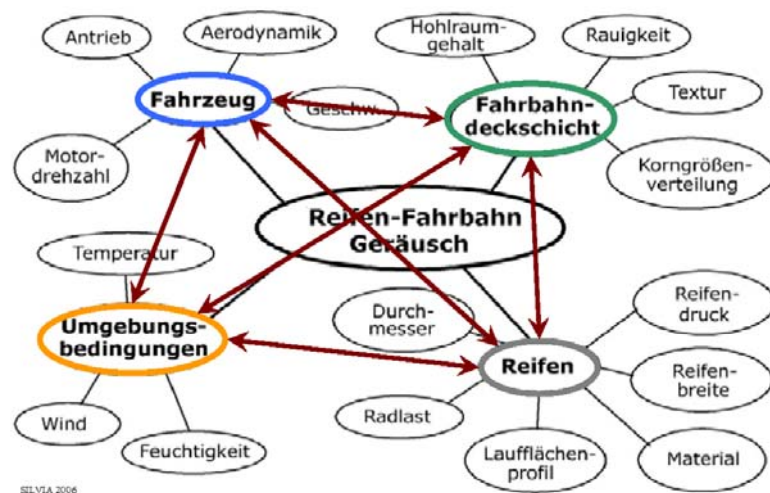 Antrieb
Aerodynamik
Fahrzeug
Geschw.
Motor-
drehzahl
Hohlraum-
gehalt
Rauigkeit
Fahrbahn-
deckschicht
Textur
Korngrößen-
verteilung
Reifen-Fahrbahn
Geräusch
Temperatur
Umgebungs-
bedingungen
Wind
Feuchtigkeit
Durch-
messer
Reifen
Reifen-
druck
Reifen-
breite
Radlast
Laufflächen-
profil
Material
SILVIA 2006